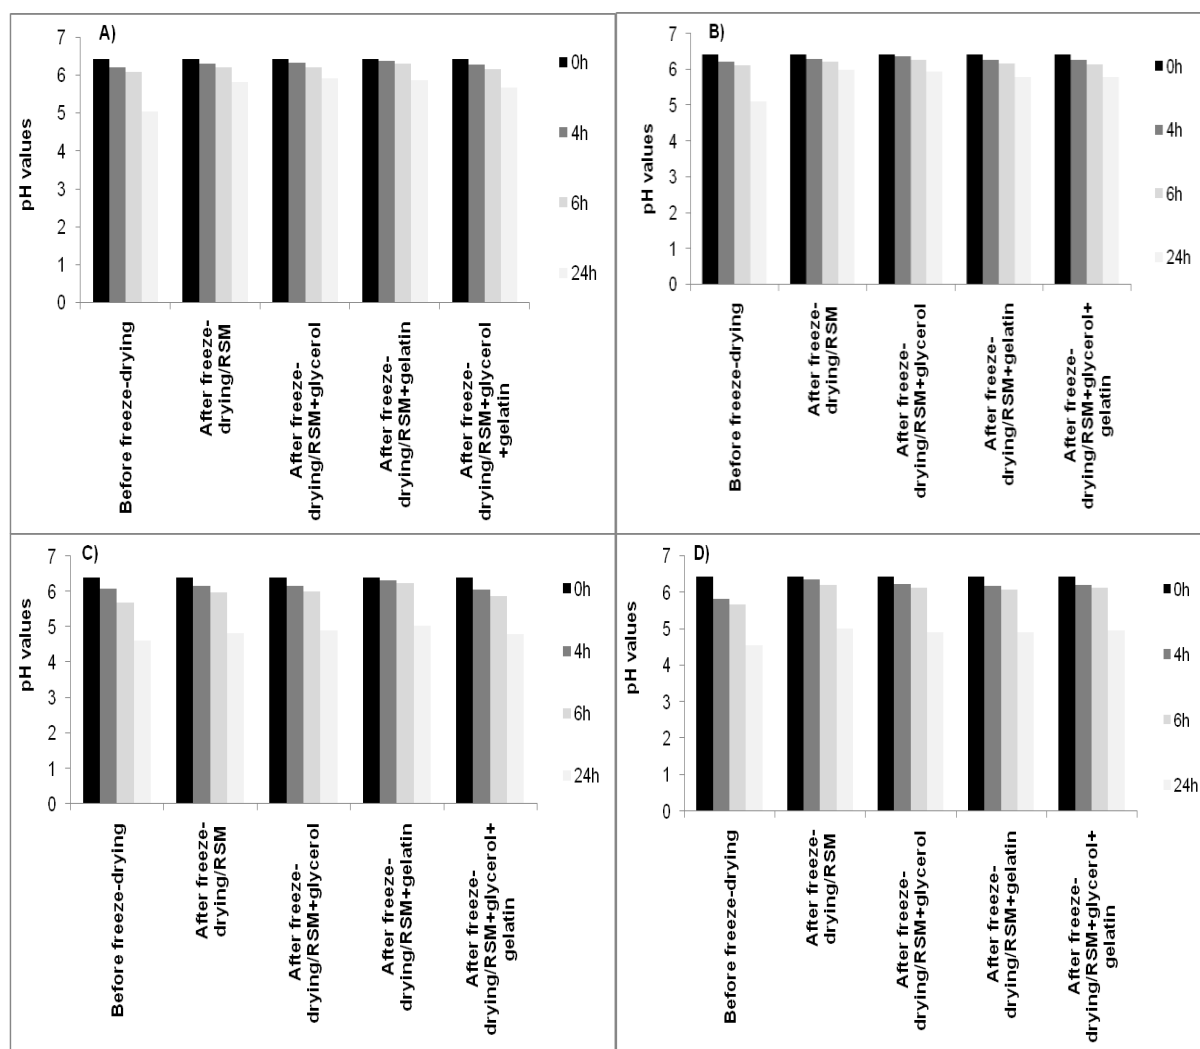 A)
pH values
7
6
5
4
3
2
1
0
0h
4h
6h
24h
Before freeze-drying
After freeze-
drying/RSM
After freeze-
drying/RSM+glycerol
After freeze-
drying/RSM+gelatin
After freeze-
drying/RSM+glycerol
+gelatin
B)
pH values
7
6
5
4
3
2
1
0
0h
4h
6h
24h
Before freeze-drying
After freeze-
drying/RSM
After freeze-
drying/RSM+glycerol
After freeze-
drying/RSM+gelatin
After freeze-
drying/RSM+glycerol+
gelatin
C)
pH values
7
6
5
4
3
2
1
0
0h
4h
6h
24h
Before freeze-drying
After freeze-
drying/RSM
After freeze-
drying/RSM+glycerol
After freeze-
drying/RSM+gelatin
After freeze-
drying/RSM+glycerol+
gelatin
D)
pH values
7
6
5
4
3
2
1
0
0h
4h
6h
24h
Before freeze-drying
After freeze-
drying/RSM
After freeze-
drying/RSM+glycerol
After freeze-
drying/RSM+gelatin
After freeze-
drying/RSM+glycerol+
gelatin